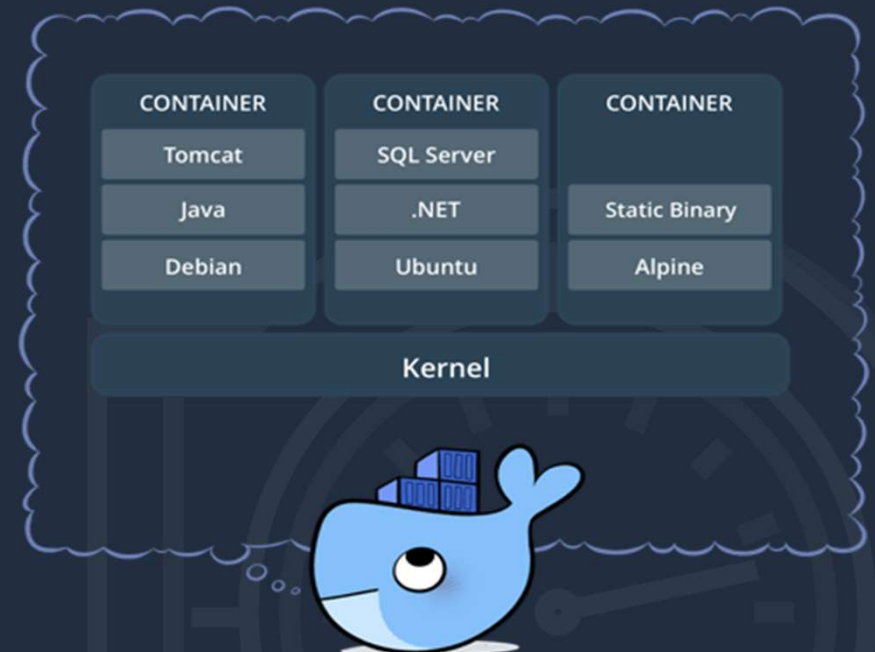 CONTAINER
Tomcat
Java
Debian
CONTAINER
SQL Server
.NET
Ubuntu
CONTAINER
Static Binary
Alpine
Kernel